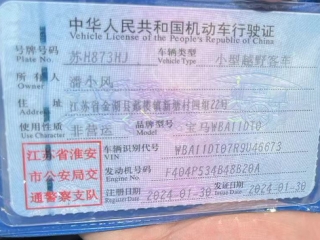 中华人民共和国机动车行驶证
Vehicle License of the People's Republic of China
号牌号码 苏H873HJ 车辆类型 小型越野客车
Plate No. Vehicle Type
所有人 潘小风
Owner
住址 江苏省金湖县
Address
使用性质 非营运 品牌型号 宝马WBA11DT0
Use Character Model
江苏省淮安
市公安局交
通警察支队
车辆识别代号 WBA11DT07R9U46673
VIN
发动机号码 F404P534B48B20A
Engine No.
注册日期 2024-01-30 发证日期 2024-01-30
Register Date Issue Date